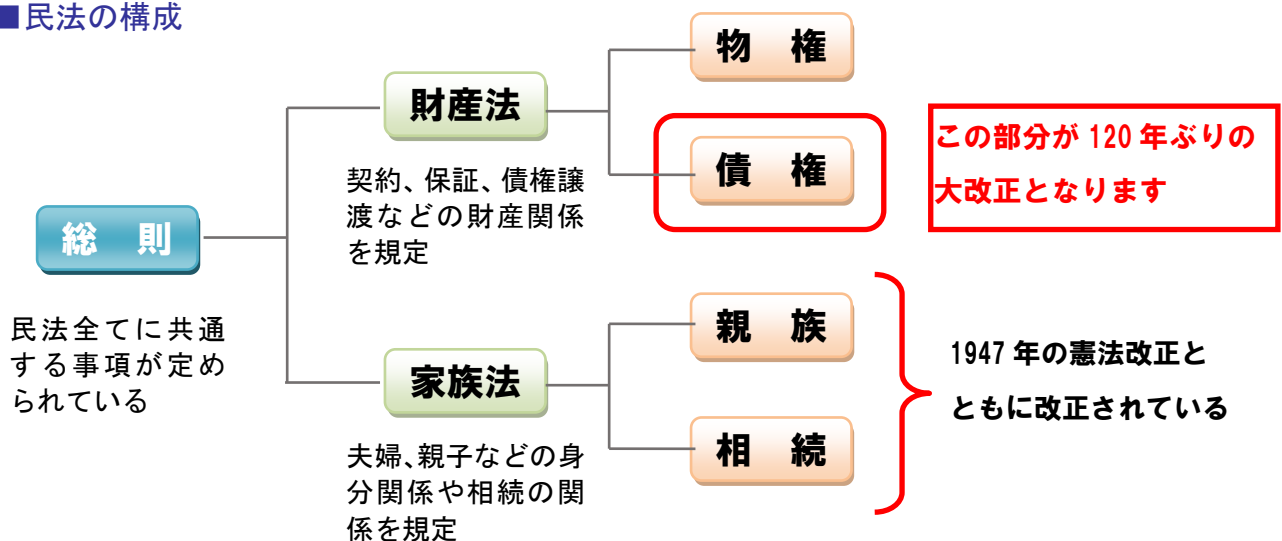 ■民法の構成
物　権
財産法
債　権
この部分が 120 年ぶりの
大改正となります
契約、保証、債権譲
渡などの財産関係
を規定
総　則
民法全てに共通
する事項が定め
られている
親　族
家族法
1947 年の憲法改正と
ともに改正されている
相　続
夫婦、親子などの身
分関係や相続の関
係を規定